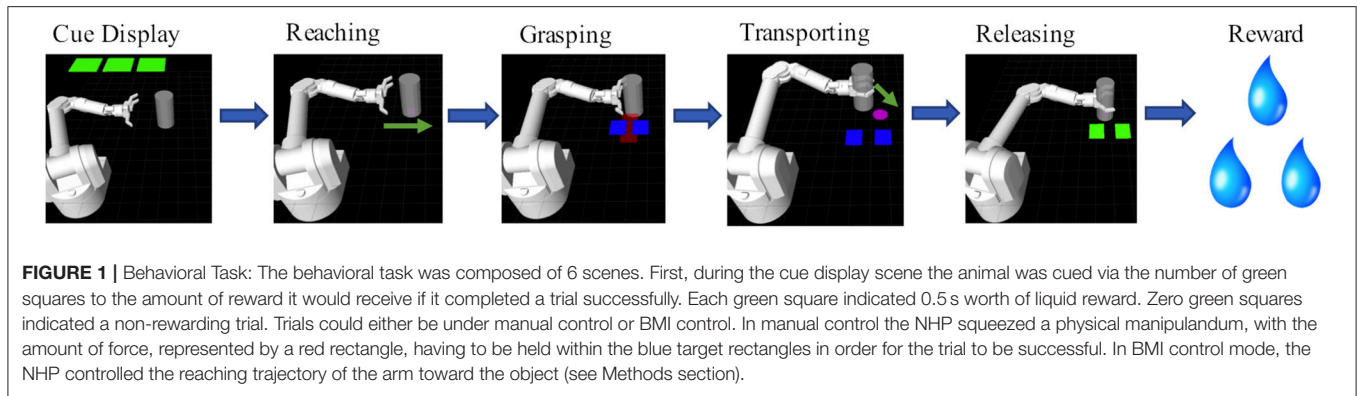 Cue Display Reaching Grasping Transporting Releasing Reward
FIGURE 1 | Behavioral Task: The behavioral task was composed of 6 scenes. First, during the cue display scene the animal was cued via the number of green
squares to the amount of reward it would receive if it completed a trial successfully. Each green square indicated 0.5 s worth of liquid reward. Zero green squares
indicated a non-rewarding trial. Trials could either be under manual control or BMI control. In manual control the NHP squeezed a physical manipulandum, with the
amount of force, represented by a red rectangle, having to be held within the blue target rectangles in order for the trial to be successful. In BMI control mode, the
NHP controlled the reaching trajectory of the arm toward the object (see Methods section).